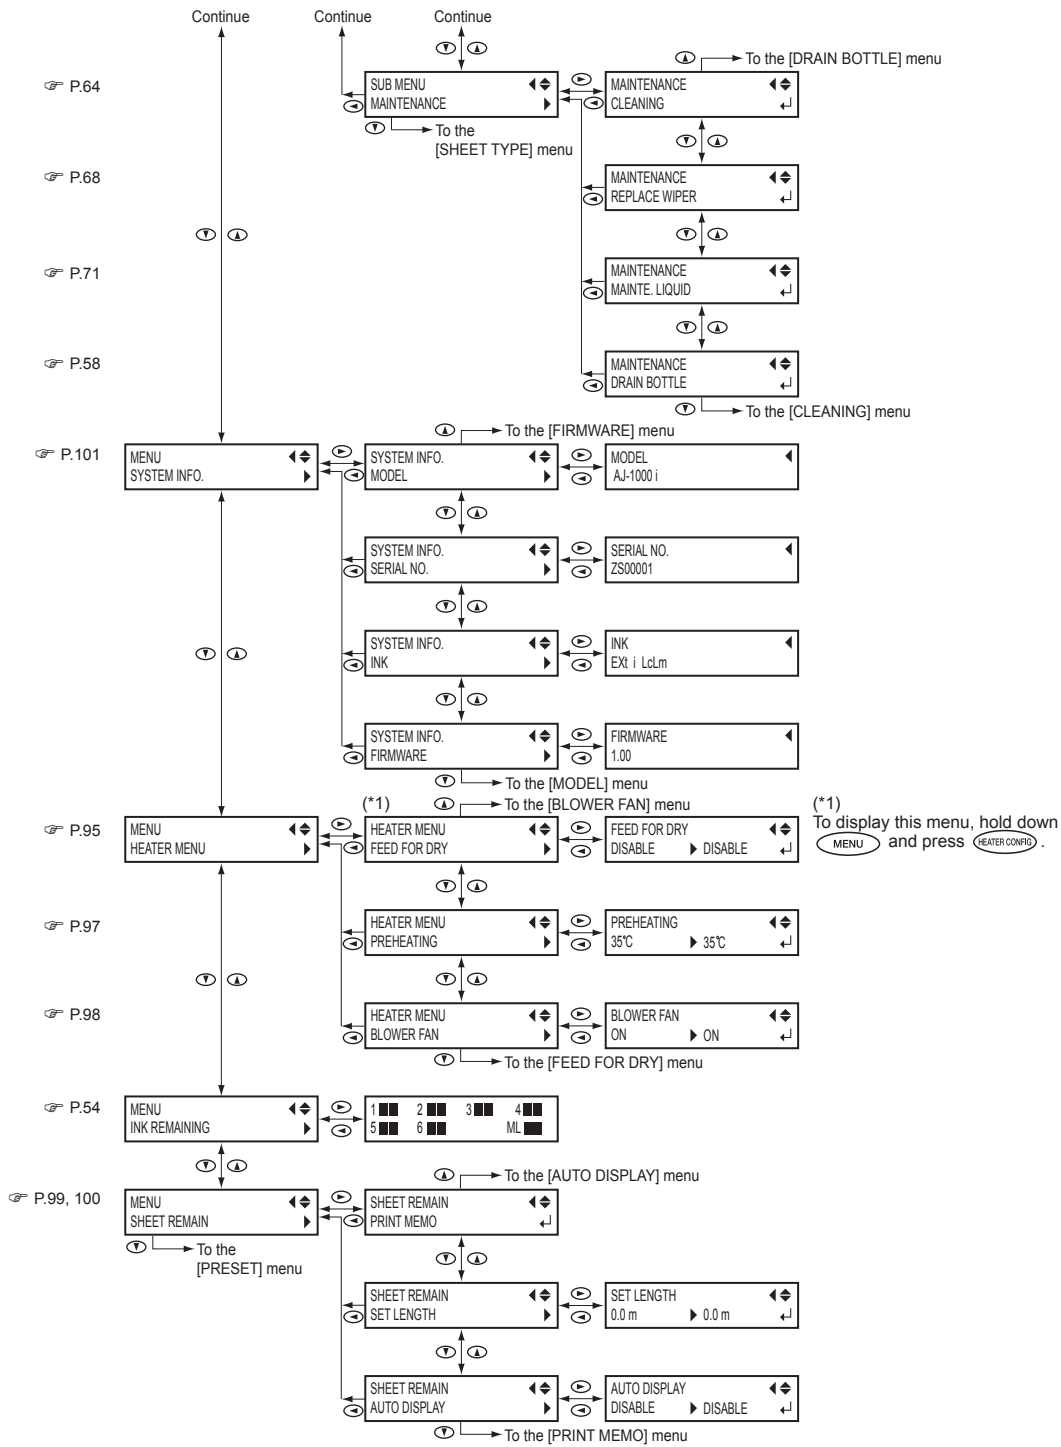 Continue Continue Continue
To the [DRAIN BOTTLE] menu
☞ P.64
SUB MENU
MAINTENANCE
MAINTENANCE
CLEANING
To the
[SHEET TYPE] menu
☞ P.68
MAINTENANCE
REPLACE WIPER
☞ P.71
MAINTENANCE
MAINTE. LIQUID
☞ P.58
MAINTENANCE
DRAIN BOTTLE
To the [CLEANING] menu
To the [FIRMWARE] menu
☞ P.101
MENU
SYSTEM INFO.
SYSTEM INFO.
MODEL
MODEL
AJ-1000 i
SYSTEM INFO.
SERIAL NO.
SERIAL NO.
ZS00001
SYSTEM INFO.
INK
INK
EXt i LcLm
SYSTEM INFO.
FIRMWARE
FIRMWARE
1.00
To the [MODEL] menu
(*1)
To the [BLOWER FAN] menu
☞ P.95
MENU
HEATER MENU
HEATER MENU
FEED FOR DRY
FEED FOR DRY
DISABLE DISABLE
(*1)
To display this menu, hold down
MENU and press HEATER CONFIG .
☞ P.97
HEATER MENU
PREHEATING
PREHEATING
35℃ 35℃
☞ P.98
HEATER MENU
BLOWER FAN
BLOWER FAN
ON ON
To the [FEED FOR DRY] menu
☞ P.54
MENU
INK REMAINING
1 2 3 4
5 6 ML
To the [AUTO DISPLAY] menu
☞ P.99, 100
MENU
SHEET REMAIN
SHEET REMAIN
PRINT MEMO
To the
[PRESET] menu
SHEET REMAIN
SET LENGTH
SET LENGTH
0.0 m 0.0 m
SHEET REMAIN
AUTO DISPLAY
AUTO DISPLAY
DISABLE DISABLE
To the [PRINT MEMO] menu